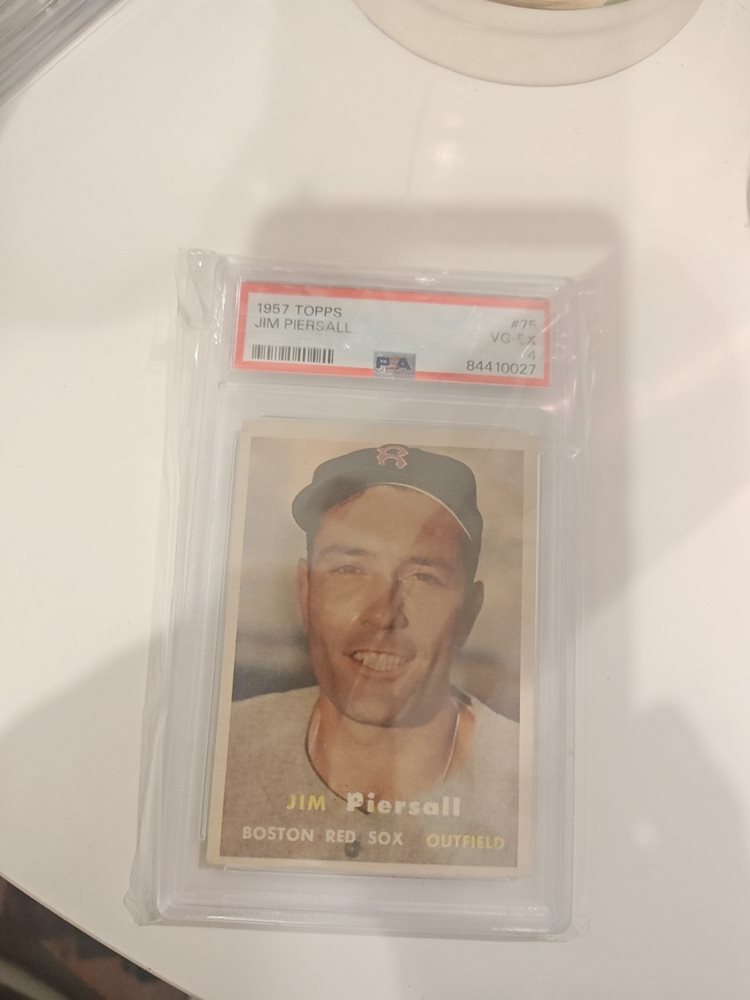 1957 TOPPS
JIM PIERSALL
#75
VG-EX
4
PSA
84410027
B
JIM Piersall
BOSTON RED SOX OUTFIELD